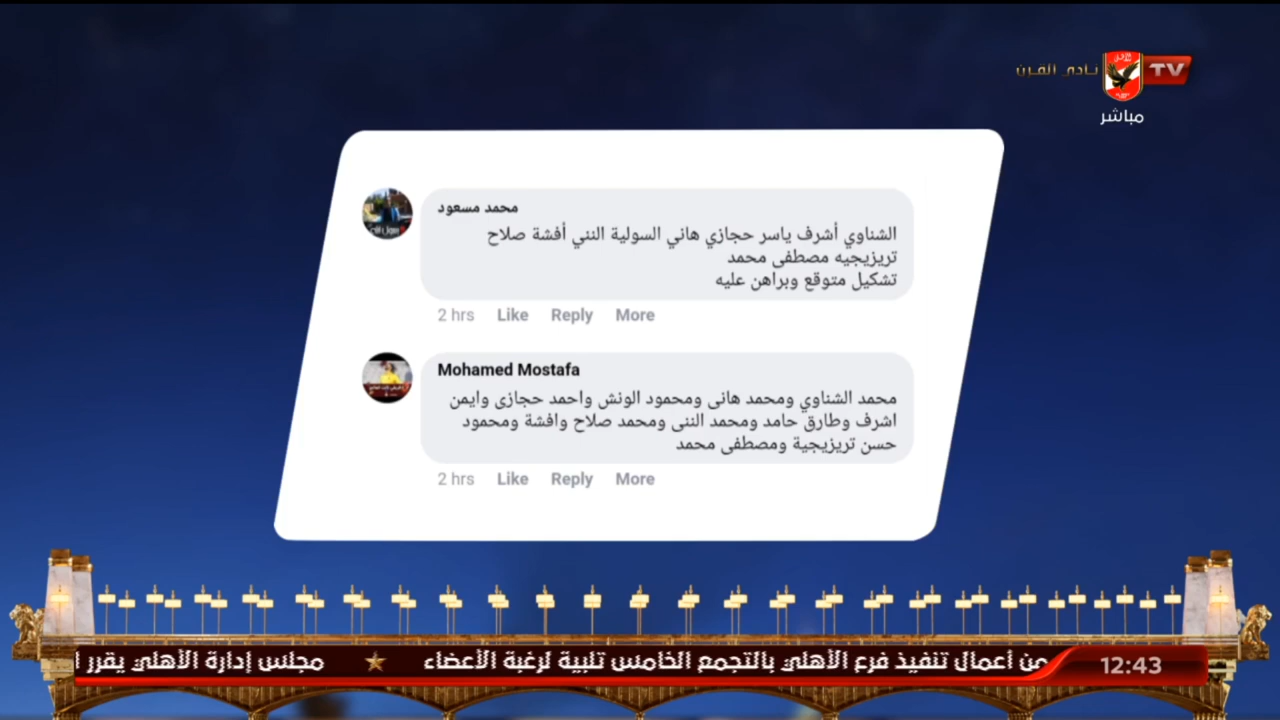 نادي القرن
TV
مباشر
محمد مسعود
الشناوي أشرف ياسر حجازي هاني السولية النني أفشة صلاح
تريزيجيه مصطفى محمد
تشكيل متوقع وبراهن عليه
2 hrs Like Reply More
Mohamed Mostafa
محمد الشناوي ومحمد هانى ومحمود الونش واحمد حجازى وايمن
اشرف وطارق حامد ومحمد الننى ومحمد صلاح وافشة ومحمود
حسن تريزيجية ومصطفى محمد
2 hrs Like Reply More
من أعمال تنفيذ فرع الأهلي بالتجمع الخامس تلبية لرغبة الأعضاء ★ مجلس إدارة الأهلي يقرر ا
12:43